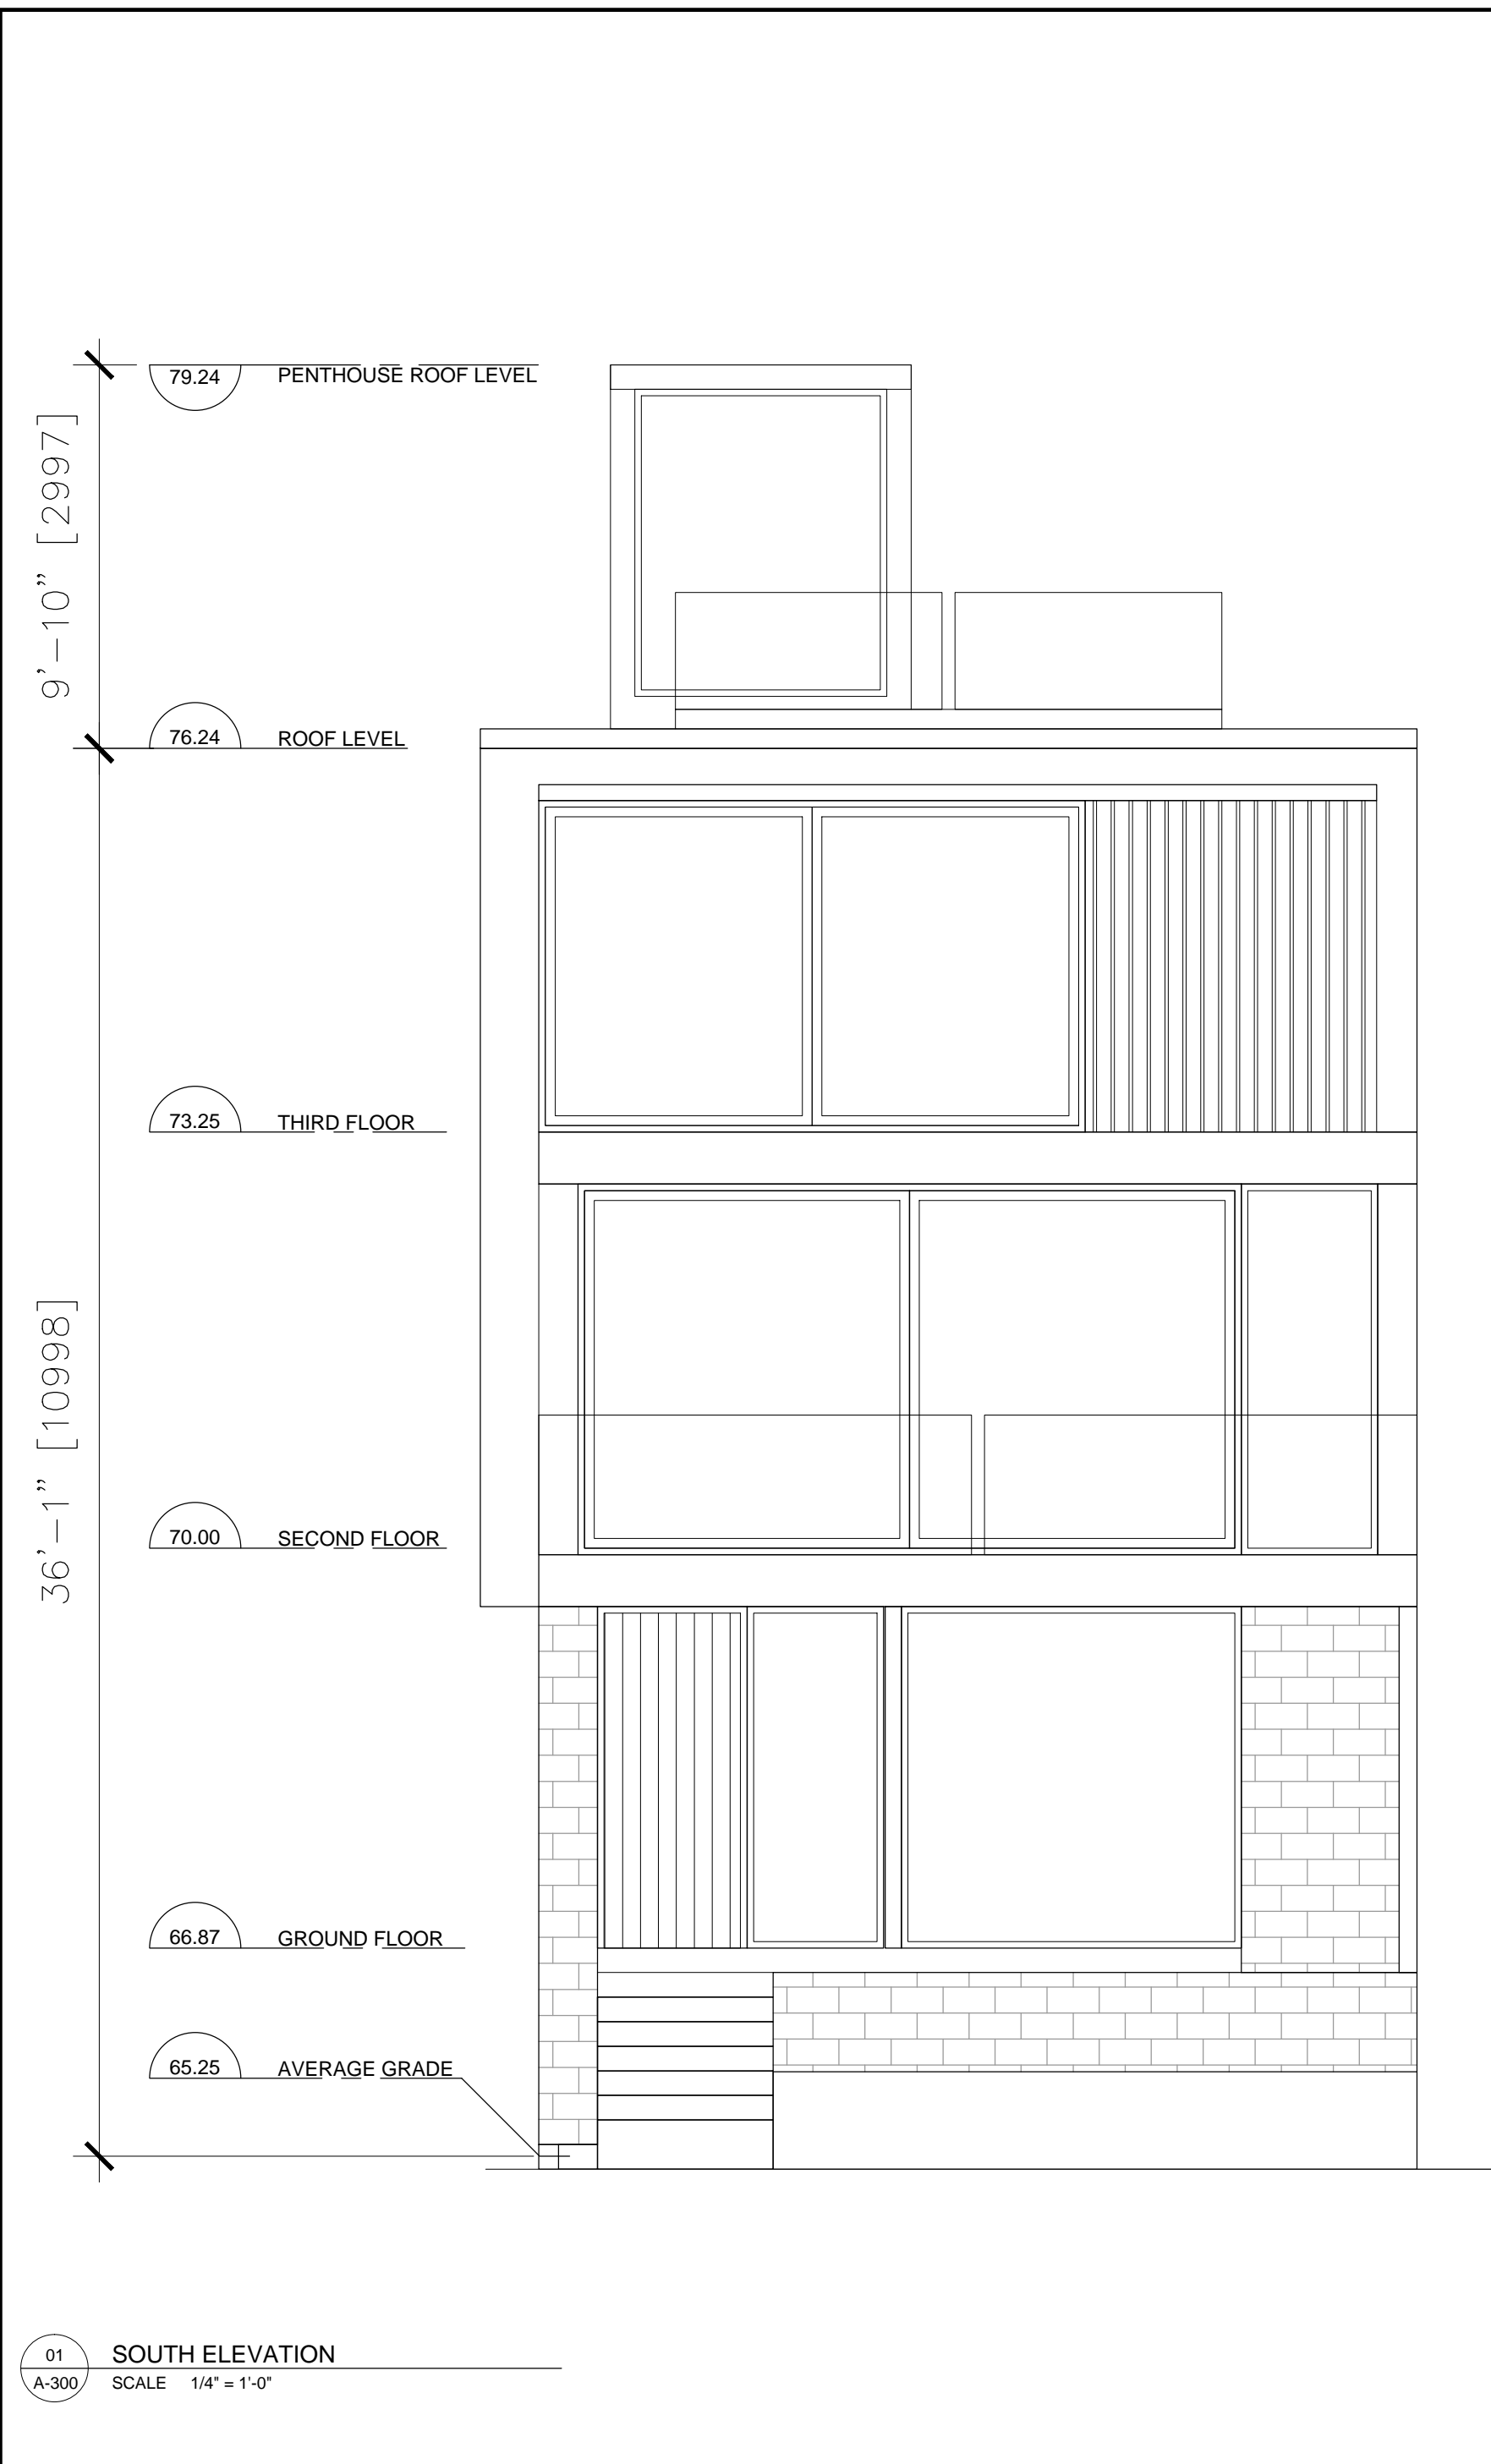 79.24 PENTHOUSE ROOF LEVEL
9'-10" [2997]
76.24 ROOF LEVEL
73.25 THIRD FLOOR
36'-1" [10998]
70.00 SECOND FLOOR
66.87 GROUND FLOOR
65.25 AVERAGE GRADE
01 SOUTH ELEVATION
A-300 SCALE 1/4" = 1'-0"